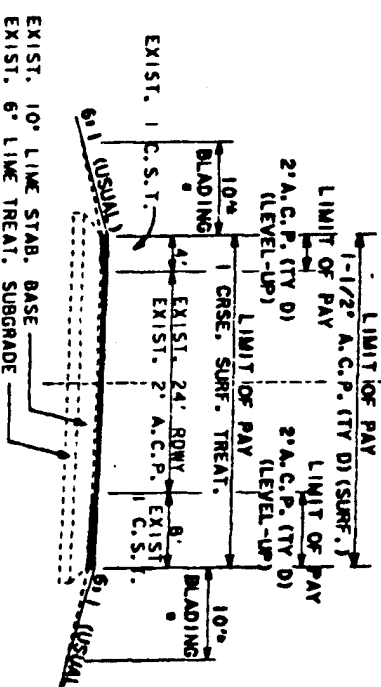 LIMIT OF PAY
1-1/2" A.C.P. (TY D) (SURF.)
LIMIT OF PAY
2" A.C.P. (TY D)
(LEVEL-UP)
LIMIT OF PAY
2" A.C.P. (TY D)
(LEVEL-UP)
10'*
BLADING
LIMIT OF PAY
1 CRSE. SURF. TREAT.
10'*
BLADING
EXIST. 1 C.S.T.
4'
EXIST. 24' RDWY
EXIST. 2" A.C.P.
8'
EXIST
1 C.S.T.
6:1 (USUAL)
6:1 (USUAL)
EXIST. 10" LIME STAB. BASE
EXIST. 6" LIME TREAT. SUBGRADE